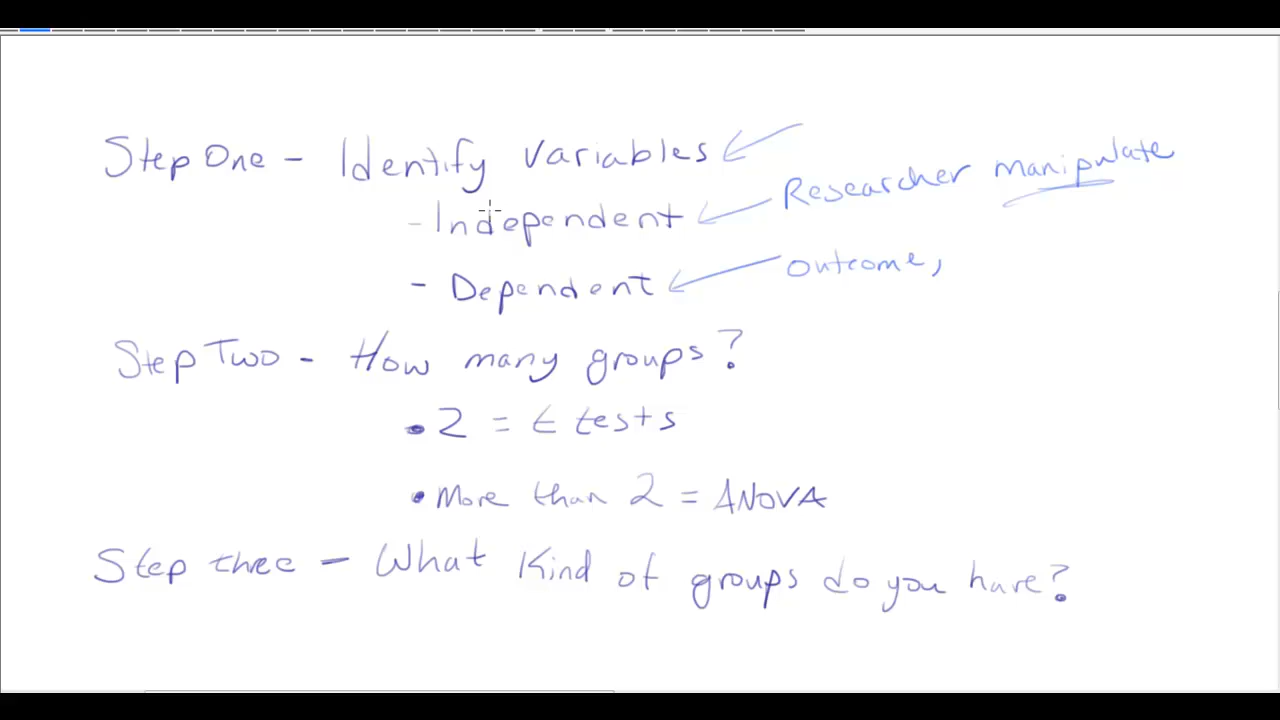 Step One - Identify variables
- Independent
Researcher manipulate
- Dependent
outcome,
Step Two - How many groups?
• 2 = t tests
• More than 2 = ANOVA
Step three - What Kind of groups do you have?